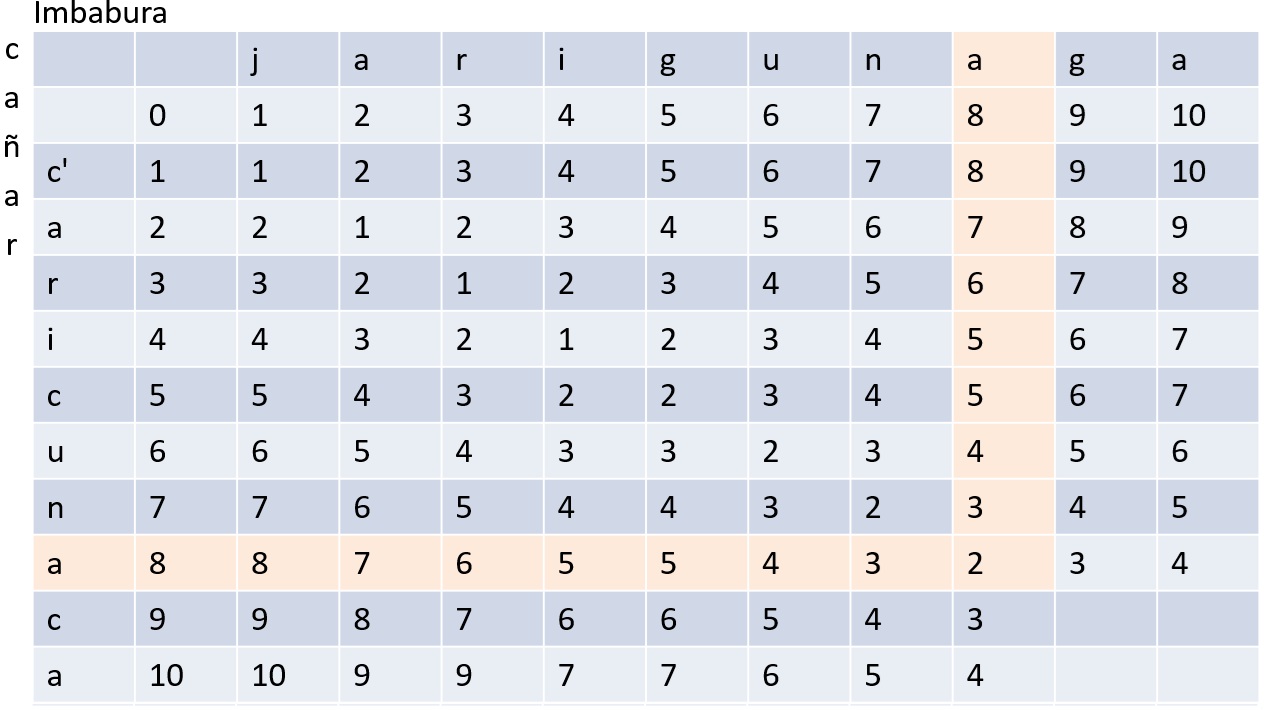 Imbabura
cañar
j a r i g u n a g a
0 1 2 3 4 5 6 7 8 9 10
c' 1 1 2 3 4 5 6 7 8 9 10
a 2 2 1 2 3 4 5 6 7 8 9
r 3 3 2 1 2 3 4 5 6 7 8
i 4 4 3 2 1 2 3 4 5 6 7
c 5 5 4 3 2 2 3 4 5 6 7
u 6 6 5 4 3 3 2 3 4 5 6
n 7 7 6 5 4 4 3 2 3 4 5
a 8 8 7 6 5 5 4 3 2 3 4
c 9 9 8 7 6 6 5 4 3
a 10 10 9 9 7 7 6 5 4